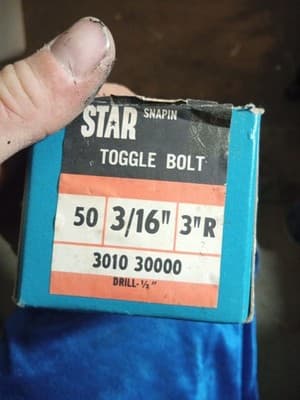 STAR SNAPIN
TOGGLE BOLT
50 3/16" 3"R
3010 30000
DRILL-½"